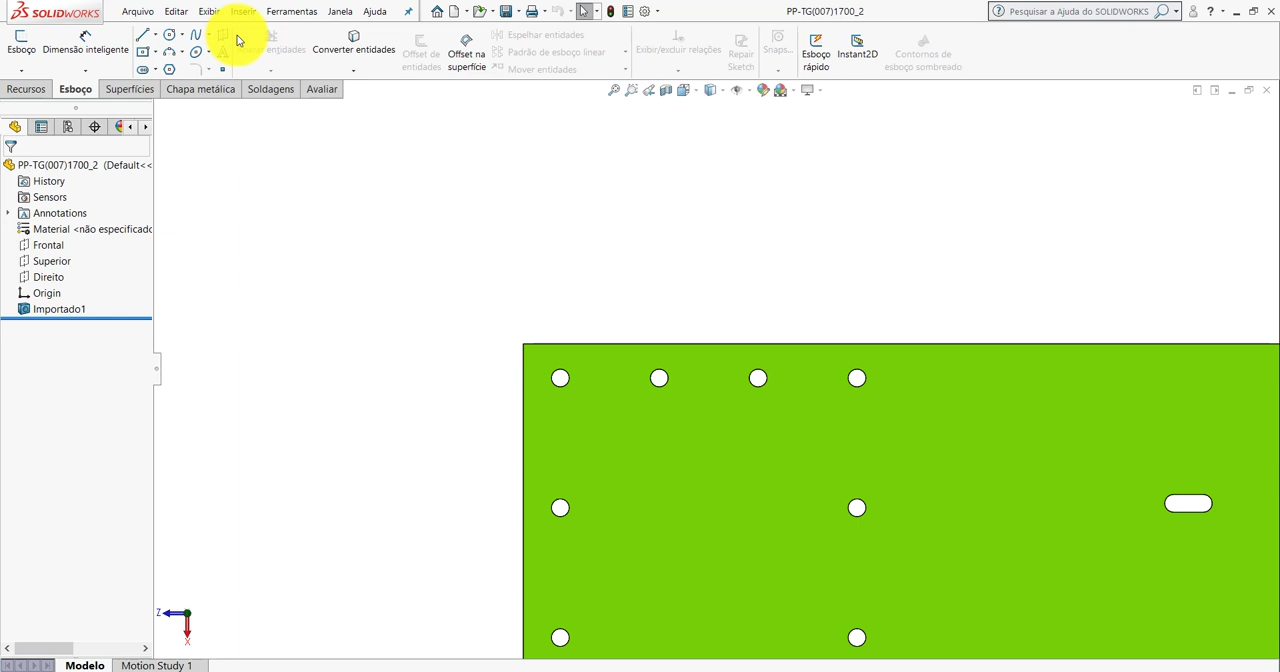 SOLIDWORKS Arquivo Editar Exibir Inserir Ferramentas Janela Ajuda PP-TG(007)1700_2 Pesquisar a Ajuda do SOLIDWORKS
Esboço Dimensão inteligente entidades Converter entidades Offset de entidades Offset na superfície Espelhar entidades
Padrão de esboço linear
Mover entidades
Exibir/excluir relações Repair Sketch Snaps... Esboço rápido Instant2D Contornos de esboço sombreado
Recursos Esboço Superfícies Chapa metálica Soldagens Avaliar
PP-TG(007)1700_2 (Default<<
History
Sensors
Annotations
Material <não especificado
Frontal
Superior
Direito
Origin
Importado1
Z
X
Modelo Motion Study 1